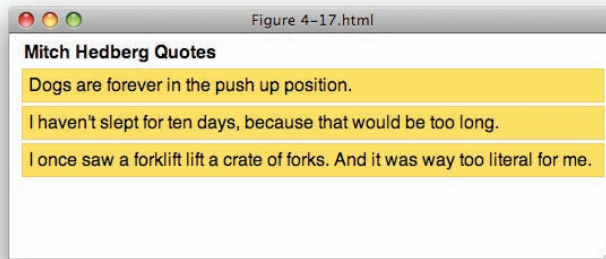 Figure 4-17.html
Mitch Hedberg Quotes
Dogs are forever in the push up position.
I haven't slept for ten days, because that would be too long.
I once saw a forklift lift a crate of forks. And it was way too literal for me.